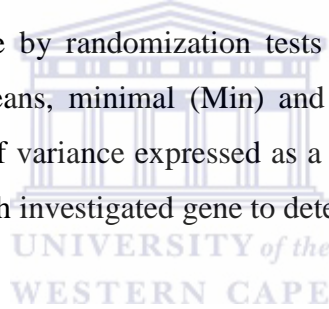 e by randomization tests
eans, minimal (Min) and
f variance expressed as a
h investigated gene to dete
UNIVERSITY of the
WESTERN CAPE